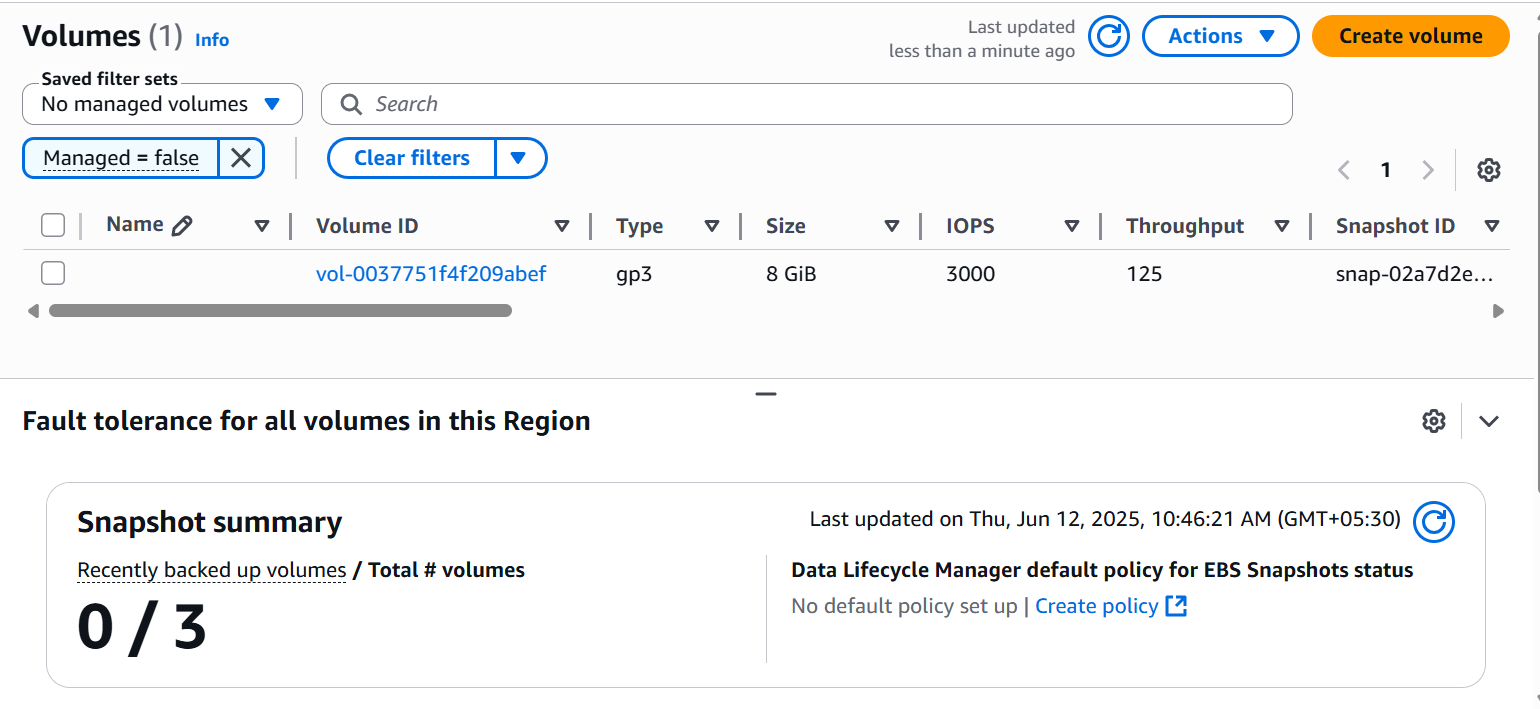 Volumes (1) Info
Last updated
less than a minute ago
Actions
Create volume
Saved filter sets
No managed volumes
Search
Managed = false
Clear filters
1
Name Volume ID Type Size IOPS Throughput Snapshot ID
vol-0037751f4f209abef gp3 8 GiB 3000 125 snap-02a7d2e...
Fault tolerance for all volumes in this Region
Snapshot summary
Last updated on Thu, Jun 12, 2025, 10:46:21 AM (GMT+05:30)
Recently backed up volumes / Total # volumes
0 / 3
Data Lifecycle Manager default policy for EBS Snapshots status
No default policy set up | Create policy